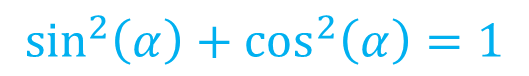 sin²(α) + cos²(α) = 1